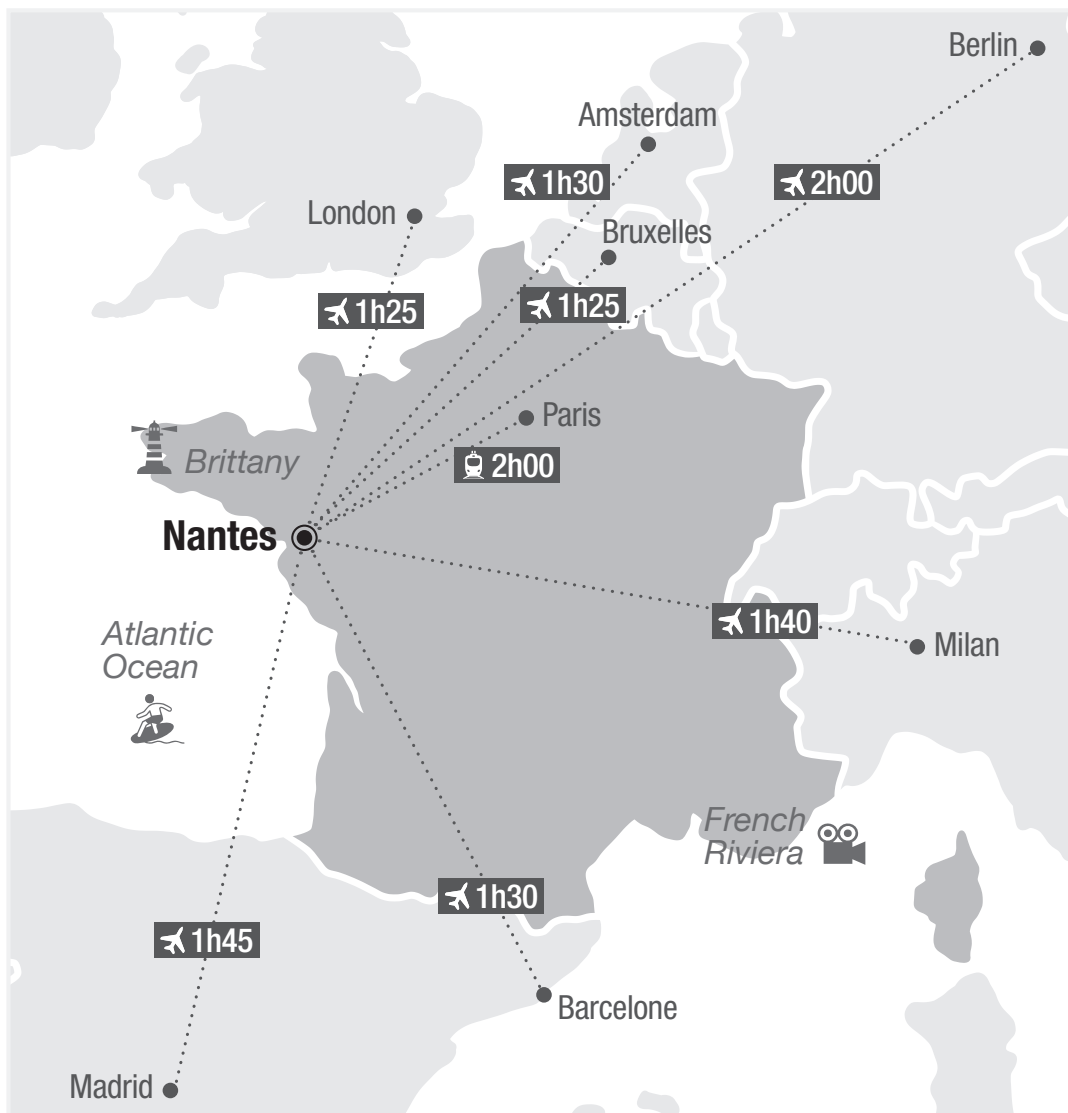 Berlin
Amsterdam
1h30
2h00
London
Bruxelles
1h25
1h25
Paris
Brittany
2h00
Nantes
1h40
Atlantic
Ocean
Milan
French
Riviera
1h30
1h45
Barcelone
Madrid